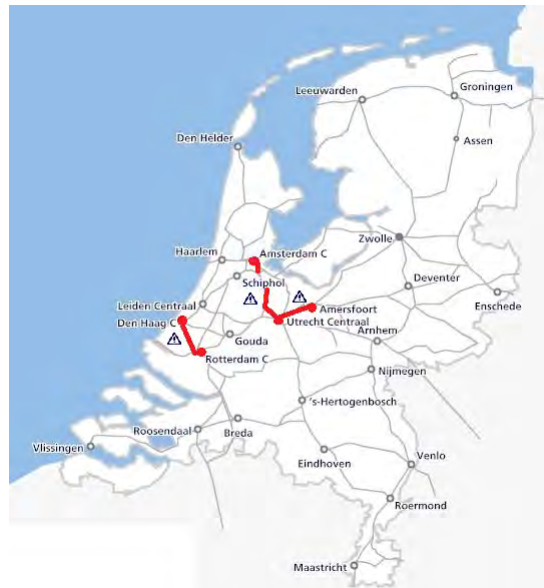 Leeuwarden
Groningen
Assen
Den Helder
Zwolle
Haarlem
Amsterdam C
Schiphol
Deventer
Enschede
Leiden Centraal
Amersfoort
Den Haag C
Utrecht Centraal
Gouda
Arnhem
Rotterdam C
Nijmegen
's-Hertogenbosch
Roosendaal
Breda
Vlissingen
Eindhoven
Venlo
Roermond
Maastricht